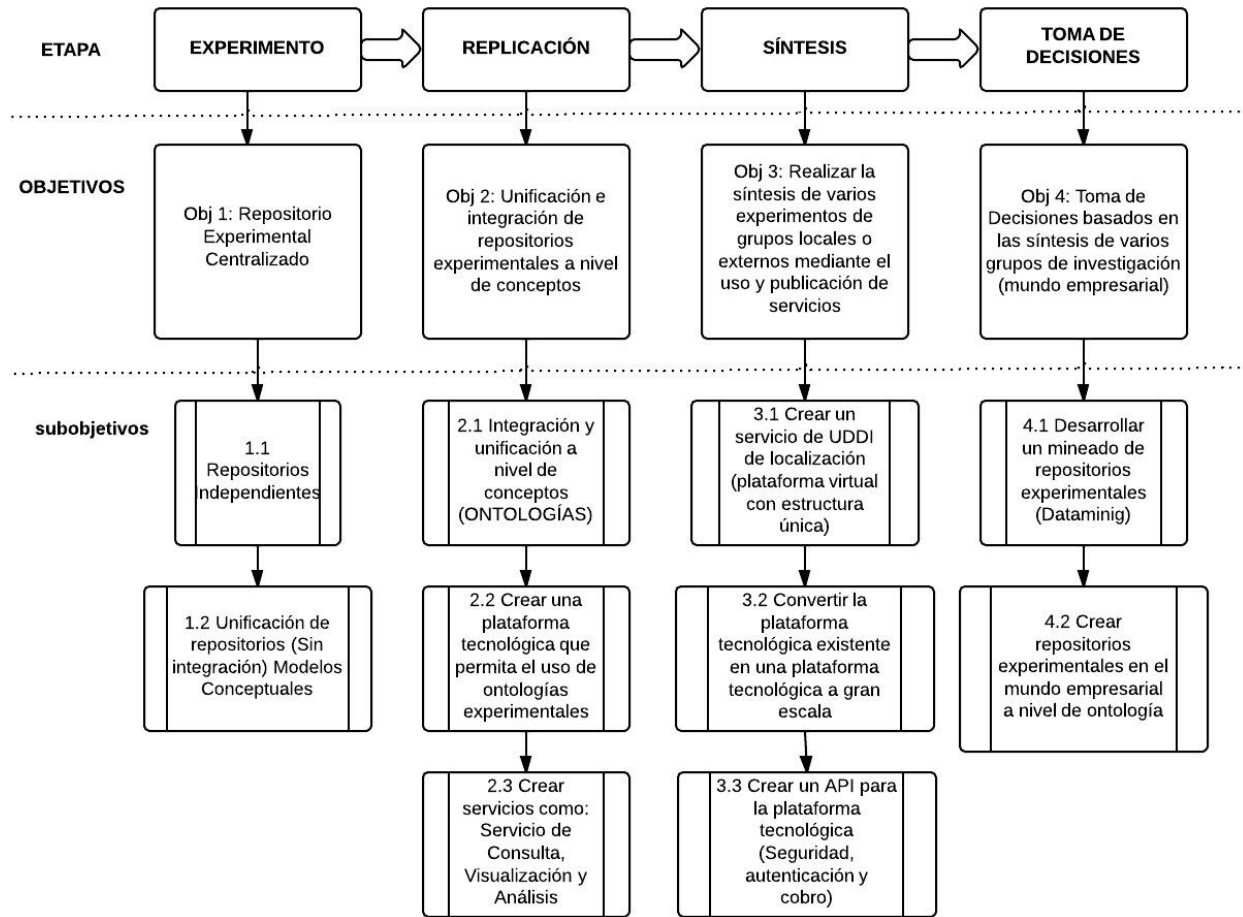 ETAPA
EXPERIMENTO
REPLICACIÓN
SÍNTESIS
TOMA DE
DECISIONES
OBJETIVOS
Obj 1: Repositorio
Experimental
Centralizado
Obj 2: Unificación e
integración de
repositorios
experimentales a nivel
de conceptos
Obj 3: Realizar la
síntesis de varios
experimentos de
grupos locales o
externos mediante el
uso y publicación de
servicios
Obj 4: Toma de
Decisiones basados en
las síntesis de varios
grupos de investigación
(mundo empresarial)
subobjetivos
1.1
Repositorios
Independientes
2.1 Integración y
unificación a
nivel de
conceptos
(ONTOLOGÍAS)
3.1 Crear un
servicio de UDDI
de localización
(plataforma virtual
con estructura
única)
4.1 Desarrollar
un mineado de
repositorios
experimentales
(Dataminig)
1.2 Unificación de
repositorios (Sin
integración) Modelos
Conceptuales
2.2 Crear una
plataforma
tecnológica que
permita el uso de
ontologías
experimentales
3.2 Convertir la
plataforma
tecnológica existente
en una plataforma
tecnológica a gran
escala
4.2 Crear
repositorios
experimentales en el
mundo empresarial
a nivel de ontología
2.3 Crear
servicios como:
Servicio de
Consulta,
Visualización y
Análisis
3.3 Crear un API para
la plataforma
tecnológica
(Seguridad,
autenticación y
cobro)